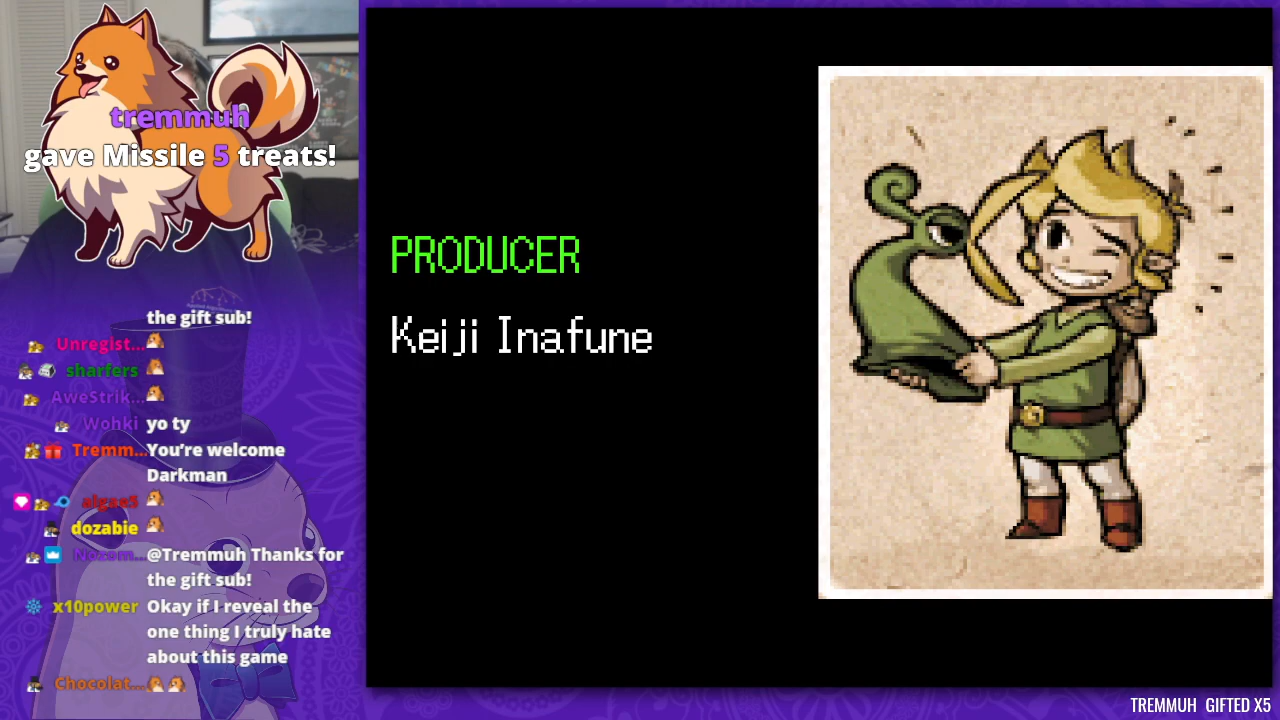 tremmuh
gave Missile 5 treats!
the gift sub!
Unregist...
sharfers
AweStrik...
Wohki yo ty
Tremm... You're welcome
Darkman
algaa5
dozabie
Nocom... @Tremmuh Thanks for
the gift sub!
x10power Okay if I reveal the
one thing I truly hate
about this game
Chocolat...
PRODUCER
Keiji Inafune
TREMMUH GIFTED X5